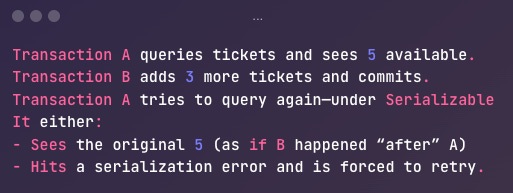 ...
Transaction A queries tickets and sees 5 available.
Transaction B adds 3 more tickets and commits.
Transaction A tries to query again—under Serializable
It either:
- Sees the original 5 (as if B happened “after” A)
- Hits a serialization error and is forced to retry.